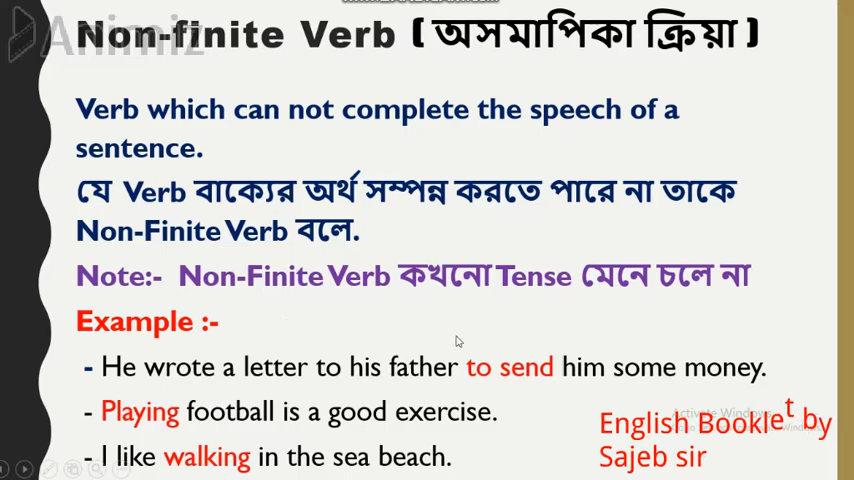 Animiz
Non-finite Verb ( অসমাপিকা ক্রিয়া )
Verb which can not complete the speech of a
sentence.
যে Verb বাক্যের অর্থ সম্পন্ন করতে পারে না তাকে
Non-Finite Verb বলে.
Note:- Non-Finite Verb কখনো Tense মেনে চলে না
Example :-
- He wrote a letter to his father to send him some money.
- Playing football is a good exercise.
- I like walking in the sea beach.
Activate Windows
English Booklet by
Sajeb sir